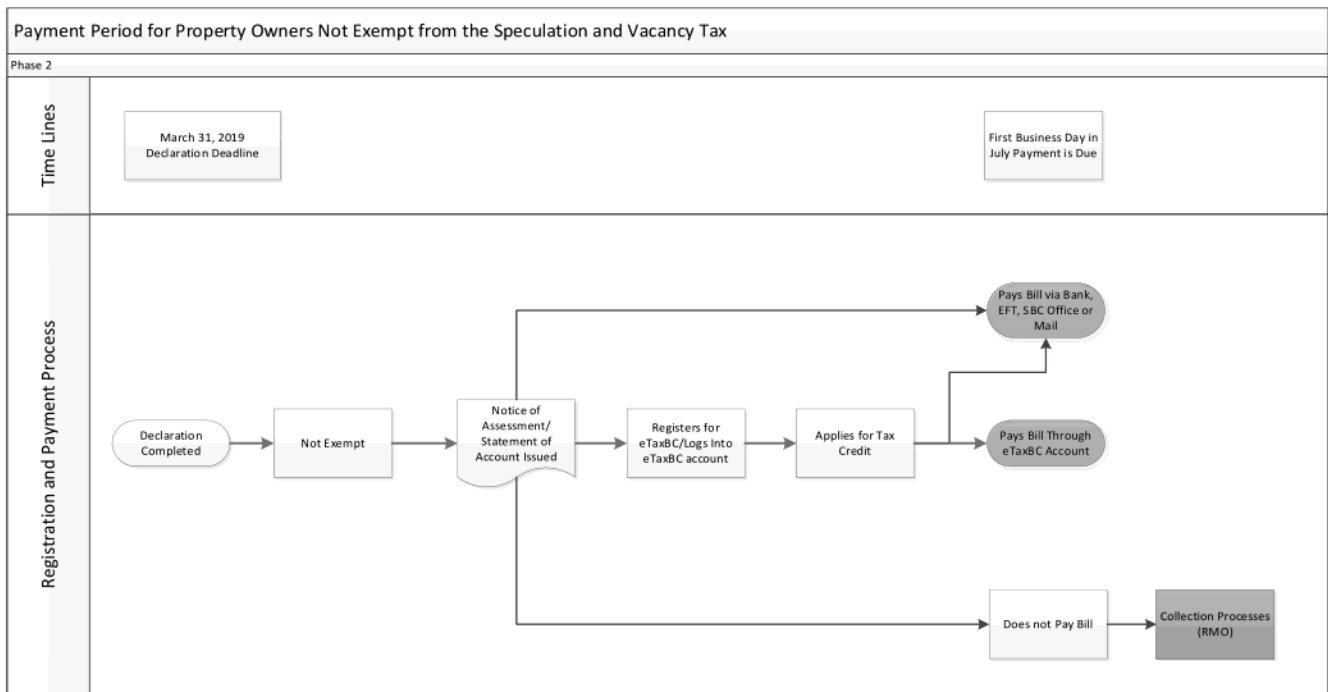 Payment Period for Property Owners Not Exempt from the Speculation and Vacancy Tax
Phase 2
Time Lines
March 31, 2019
Declaration Deadline
First Business Day in
July Payment is Due
Registration and Payment Process
Pays Bill via Bank,
EFT, SBC Office or
Mail
Declaration
Completed
Not Exempt
Notice of
Assessment/
Statement of
Account Issued
Registers for
eTaxBC/Logs Into
eTaxBC account
Applies for Tax
Credit
Pays Bill Through
eTaxBC Account
Does not Pay Bill
Collection Processes
(RMO)